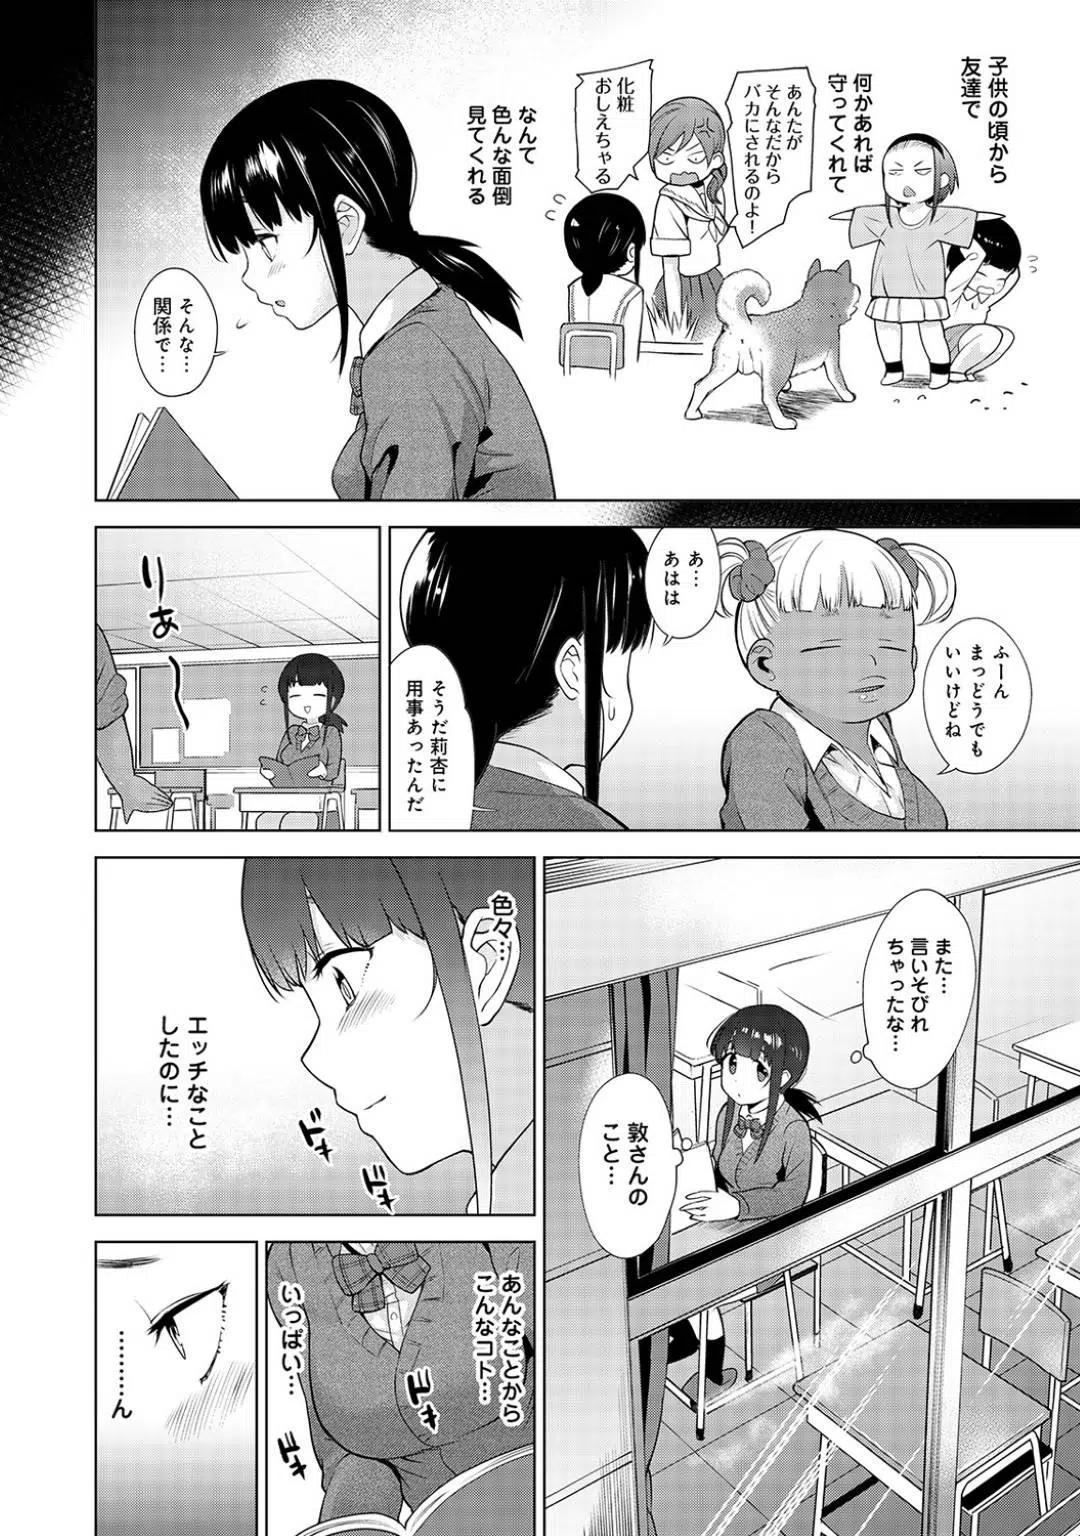 子供の頃から
友達で
何かあれば
守ってくれて
あんたが
そんなだから
バカにされるのよ！
化粧
おしえちゃる
なんて
色んな面倒
見てくれる
そんな…
関係で…
ふーん
まっどうでも
いいけどね
あ…
あはは
そうだ莉杏に
用事あったんだ
りあ〜
また…
言いそびれ
ちゃったな…
敦さんの
こと…
色々…
エッチなこと
したのに…
ドキ
ドキ
あんなことから
こんなコト…
いっぱい…
ドキ
ドキ
………ん